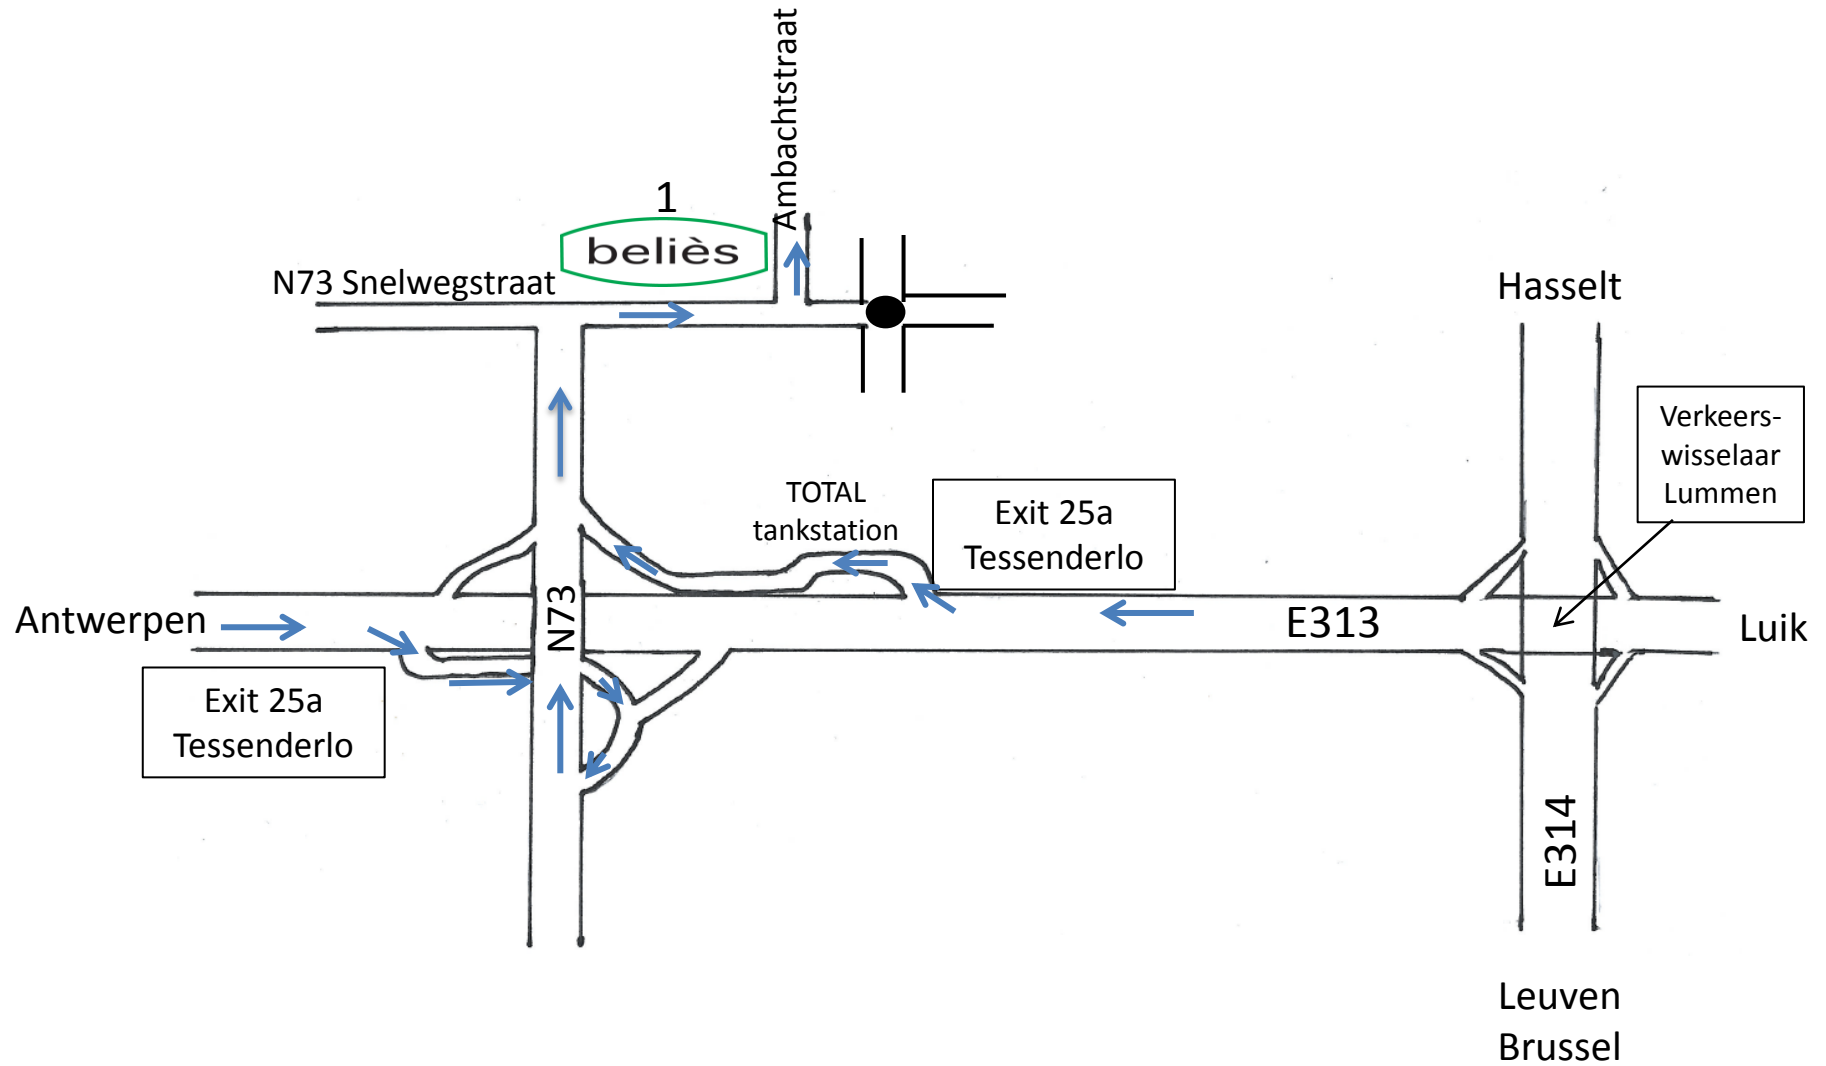 Ambachtstraat
1
beliès
N73 Snelwegstraat
Hasselt
Verkeers-
wisselaar
Lummen
TOTAL
tankstation
Exit 25a
Tessenderlo
Antwerpen
N73
E313
Luik
Exit 25a
Tessenderlo
E314
Leuven
Brussel